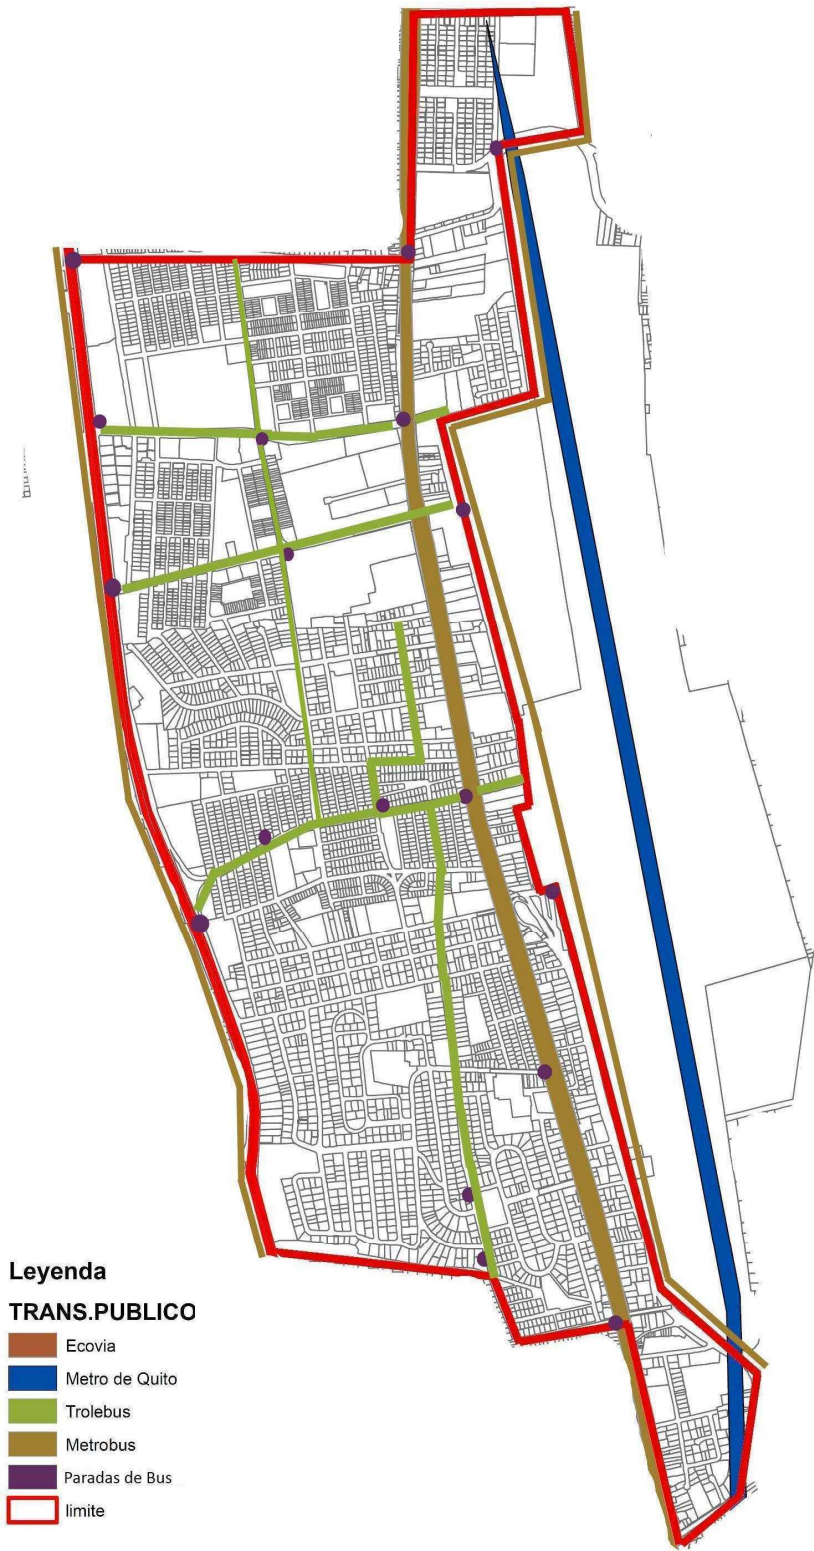 Leyenda
TRANS.PUBLICO
Ecovia
Metro de Quito
Trolebus
Metrobus
Paradas de Bus
limite